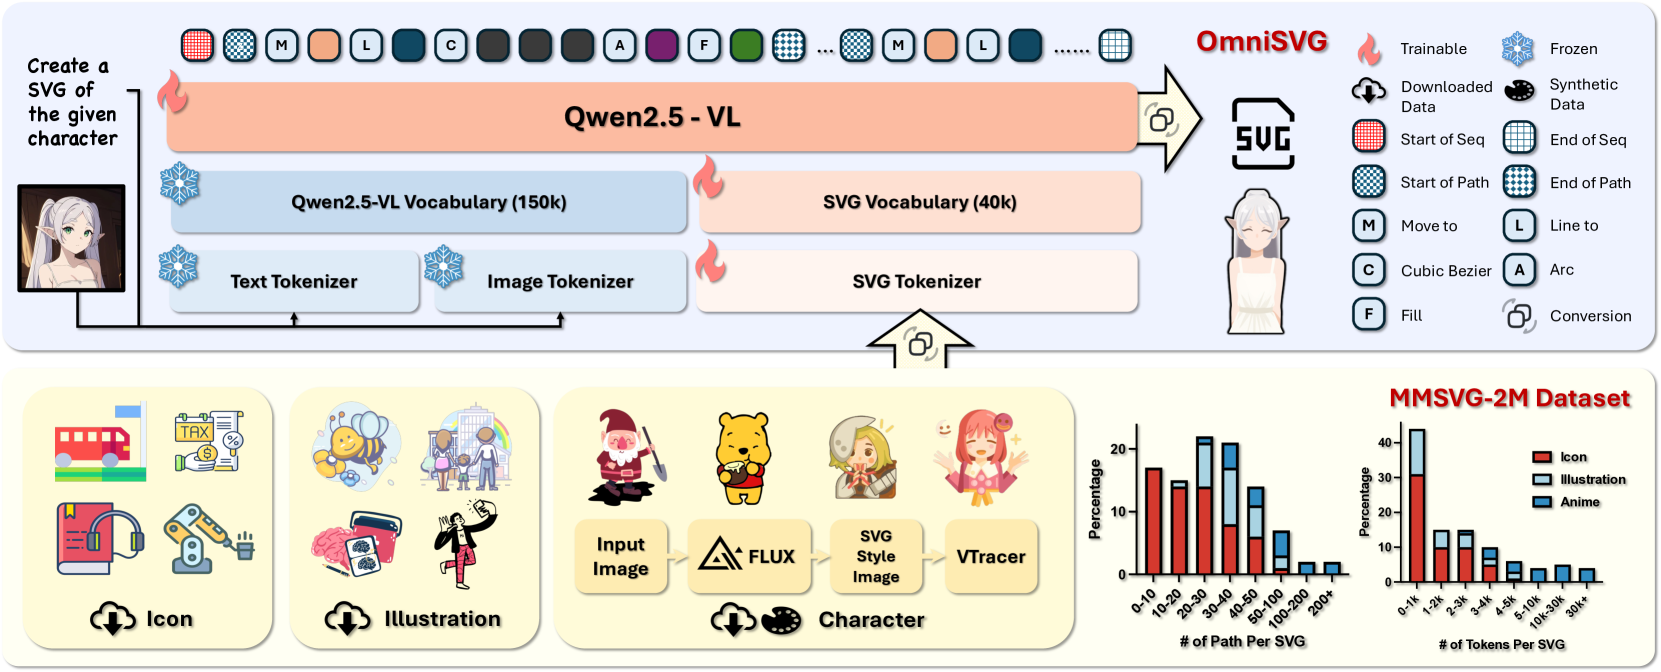 M
L
C
A
F
...
M
L
......
Create a
SVG of
the given
character
Qwen2.5 - VL
Qwen2.5-VL Vocabulary (150k)
SVG Vocabulary (40k)
Text Tokenizer
Image Tokenizer
SVG Tokenizer
OmniSVG
SVG
Trainable
Frozen
Downloaded
Data
Synthetic
Data
Start of Seq
End of Seq
Start of Path
End of Path
M
Move to
L
Line to
C
Cubic Bezier
A
Arc
F
Fill
Conversion
TAX
$
%
Icon
Illustration
Input
Image
FLUX
SVG
Style
Image
VTracer
Character
MMSVG-2M Dataset
Percentage
20
10
0
0-10
10-20
20-30
30-40
40-50
50-100
100-200
200+
# of Path Per SVG
Percentage
40
30
20
10
0
Icon
Illustration
Anime
0-1k
1-2k
2-3k
3-4k
4-5k
5-10k
10k-30k
30k+
# of Tokens Per SVG